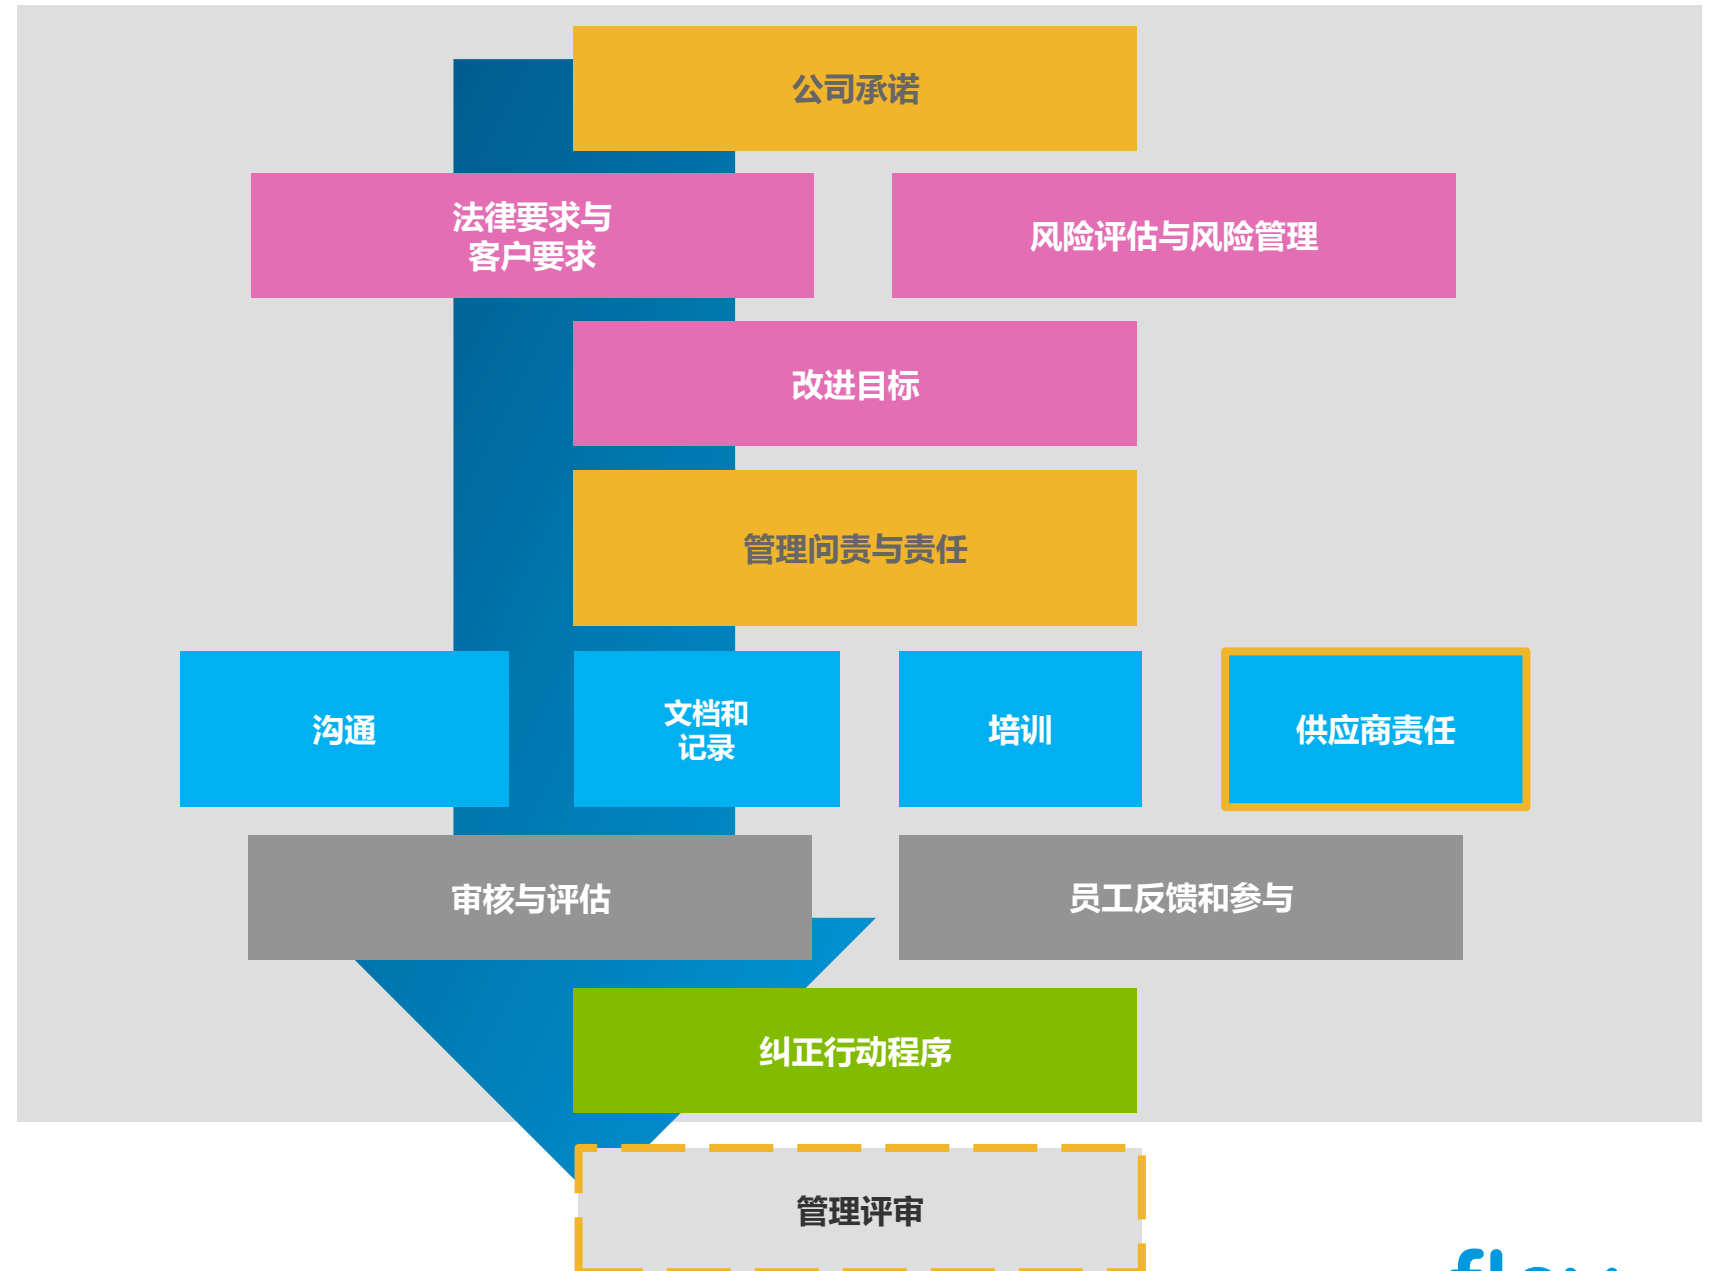 公司承诺
法律要求与
客户要求
风险评估与风险管理
改进目标
管理问责与责任
沟通
文档和
记录
培训
供应商责任
审核与评估
员工反馈和参与
纠正行动程序
管理评审